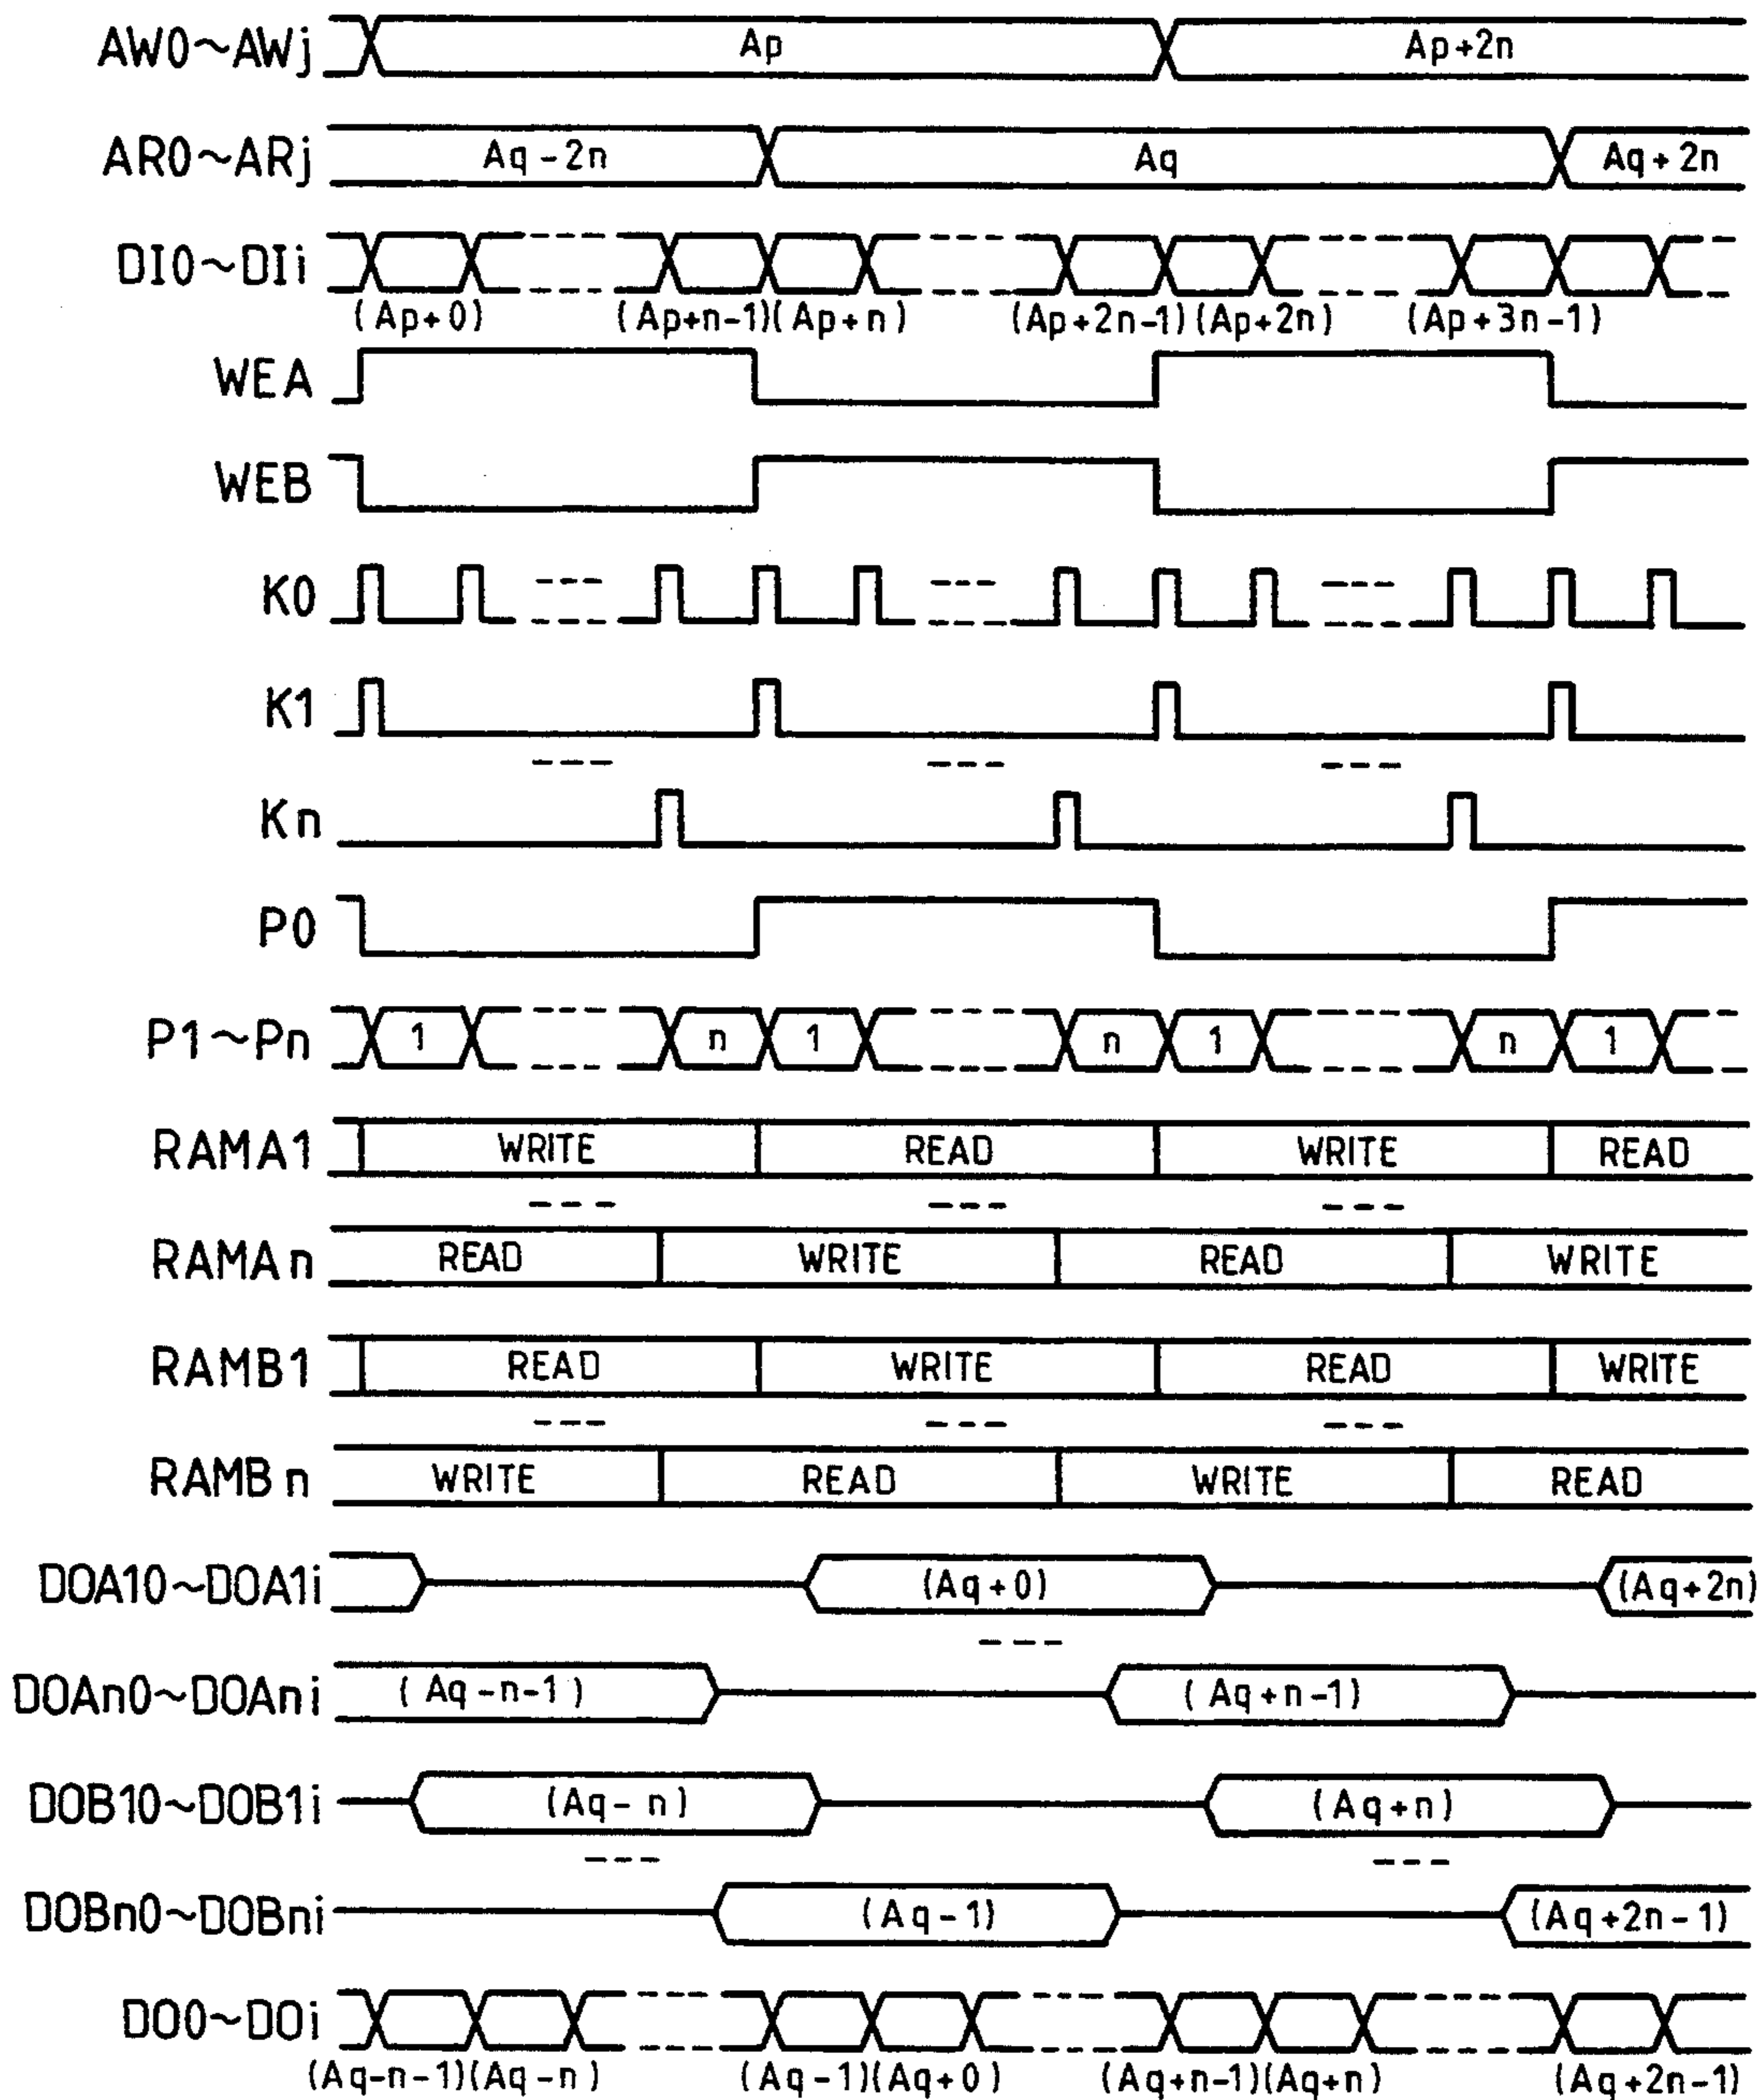 AW0~AWj Ap Ap+2n
AR0~ARj Aq-2n Aq Aq+2n
DI0~DIi
(Ap+0) (Ap+n-1)(Ap+n) (Ap+2n-1)(Ap+2n) (Ap+3n-1)
WEA
WEB
K0
K1
Kn
P0
P1~Pn 1 n 1 n 1 n 1
RAMA1 WRITE READ WRITE READ
RAMAn READ WRITE READ WRITE
RAMB1 READ WRITE READ WRITE
RAMBn WRITE READ WRITE READ
DOA10~DOA1i (Aq+0) (Aq+2n)
DOAn0~DOAni (Aq-n-1) (Aq+n-1)
DOB10~DOB1i (Aq-n) (Aq+n)
DOBn0~DOBni (Aq-1) (Aq+2n-1)
DO0~DOi
(Aq-n-1)(Aq-n) (Aq-1)(Aq+0) (Aq+n-1)(Aq+n) (Aq+2n-1)